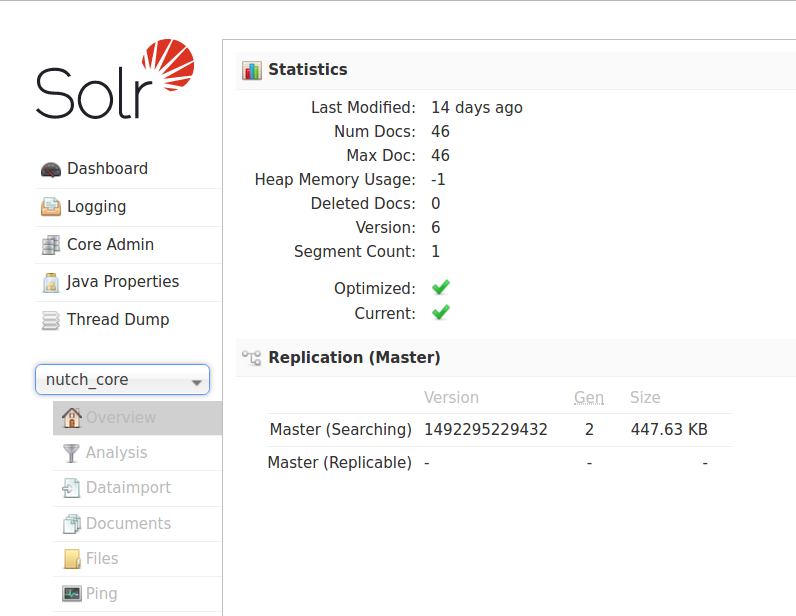 Solr
Dashboard
Logging
Core Admin
Java Properties
Thread Dump
nutch_core
Overview
Analysis
Dataimport
Documents
Files
Ping
Statistics
Last Modified: 14 days ago
Num Docs: 46
Max Doc: 46
Heap Memory Usage: -1
Deleted Docs: 0
Version: 6
Segment Count: 1
Optimized:
Current:
Replication (Master)
Version Gen Size
Master (Searching) 1492295229432 2 447.63 KB
Master (Replicable) - - -